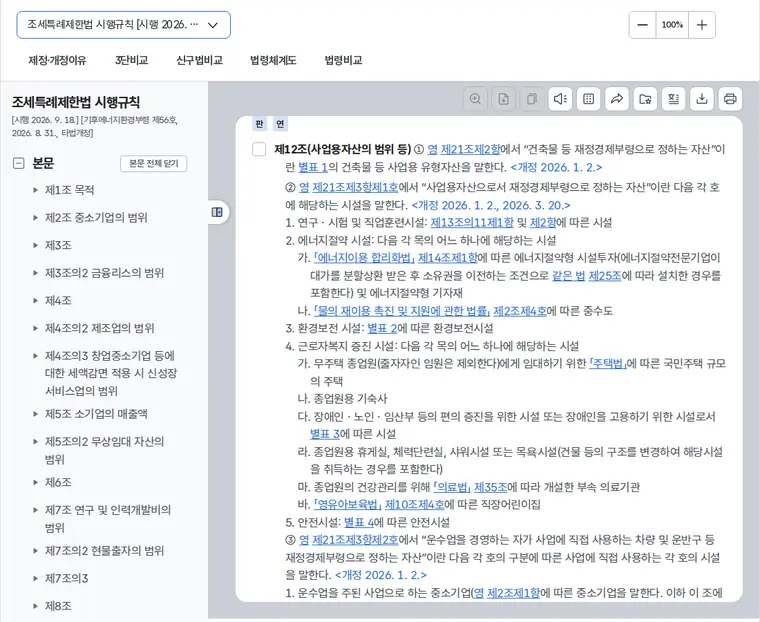 조세특례제한법 시행규칙 [시행 2026. ···
100%
제정·개정이유 3단비교 신구법비교 법령체계도 법령비교
조세특례제한법 시행규칙
[시행 2026. 9. 18.] [기후에너지환경부령 제56호,
2026. 8. 31., 타법개정]
본문
본문 전체 닫기
제1조 목적
제2조 중소기업의 범위
제3조
제3조의2 금융리스의 범위
제4조
제4조의2 제조업의 범위
제4조의3 창업중소기업 등에
대한 세액감면 적용 시 신성장
서비스업의 범위
제5조 소기업의 매출액
제5조의2 무상임대 자산의
범위
제6조
제7조 연구 및 인력개발비의
범위
제7조의2 현물출자의 범위
제7조의3
제8조
판 연
제12조(사업용자산의 범위 등) ① 영 제21조제2항에서 “건축물 등 재정경제부령으로 정하는 자산”이
란 별표 1의 건축물 등 사업용 유형자산을 말한다. <개정 2026. 1. 2.>
② 영 제21조제3항제1호에서 “사업용자산으로서 재정경제부령으로 정하는 자산”이란 다음 각 호
에 해당하는 시설을 말한다. <개정 2026. 1. 2., 2026. 3. 20.>
1. 연구ㆍ시험 및 직업훈련시설: 제13조의11제1항 및 제2항에 따른 시설
2. 에너지절약 시설: 다음 각 목의 어느 하나에 해당하는 시설
가. 「에너지이용 합리화법」 제14조제1항에 따른 에너지절약형 시설투자(에너지절약전문기업이
대가를 분할상환 받은 후 소유권을 이전하는 조건으로 같은 법 제25조에 따라 설치한 경우를
포함한다) 및 에너지절약형 기자재
나. 「물의 재이용 촉진 및 지원에 관한 법률」 제2조제4호에 따른 중수도
3. 환경보전 시설: 별표 2에 따른 환경보전시설
4. 근로자복지 증진 시설: 다음 각 목의 어느 하나에 해당하는 시설
가. 무주택 종업원(출자자인 임원은 제외한다)에게 임대하기 위한 「주택법」에 따른 국민주택 규모
의 주택
나. 종업원용 기숙사
다. 장애인ㆍ노인ㆍ임산부 등의 편의 증진을 위한 시설 또는 장애인을 고용하기 위한 시설로서
별표 3에 따른 시설
라. 종업원용 휴게실, 체력단련실, 샤워시설 또는 목욕시설(건물 등의 구조를 변경하여 해당시설
을 취득하는 경우를 포함한다)
마. 종업원의 건강관리를 위해 「의료법」 제35조에 따라 개설한 부속 의료기관
바. 「영유아보육법」 제10조제4호에 따른 직장어린이집
5. 안전시설: 별표 4에 따른 안전시설
③ 영 제21조제3항제2호에서 “운수업을 경영하는 자가 사업에 직접 사용하는 차량 및 운반구 등
재정경제부령으로 정하는 자산”이란 다음 각 호의 구분에 따른 사업에 직접 사용하는 각 호의 시설
을 말한다. <개정 2026. 1. 2.>
1. 운수업을 주된 사업으로 하는 중소기업(영 제2조제1항에 따른 중소기업을 말한다. 이하 이 조에